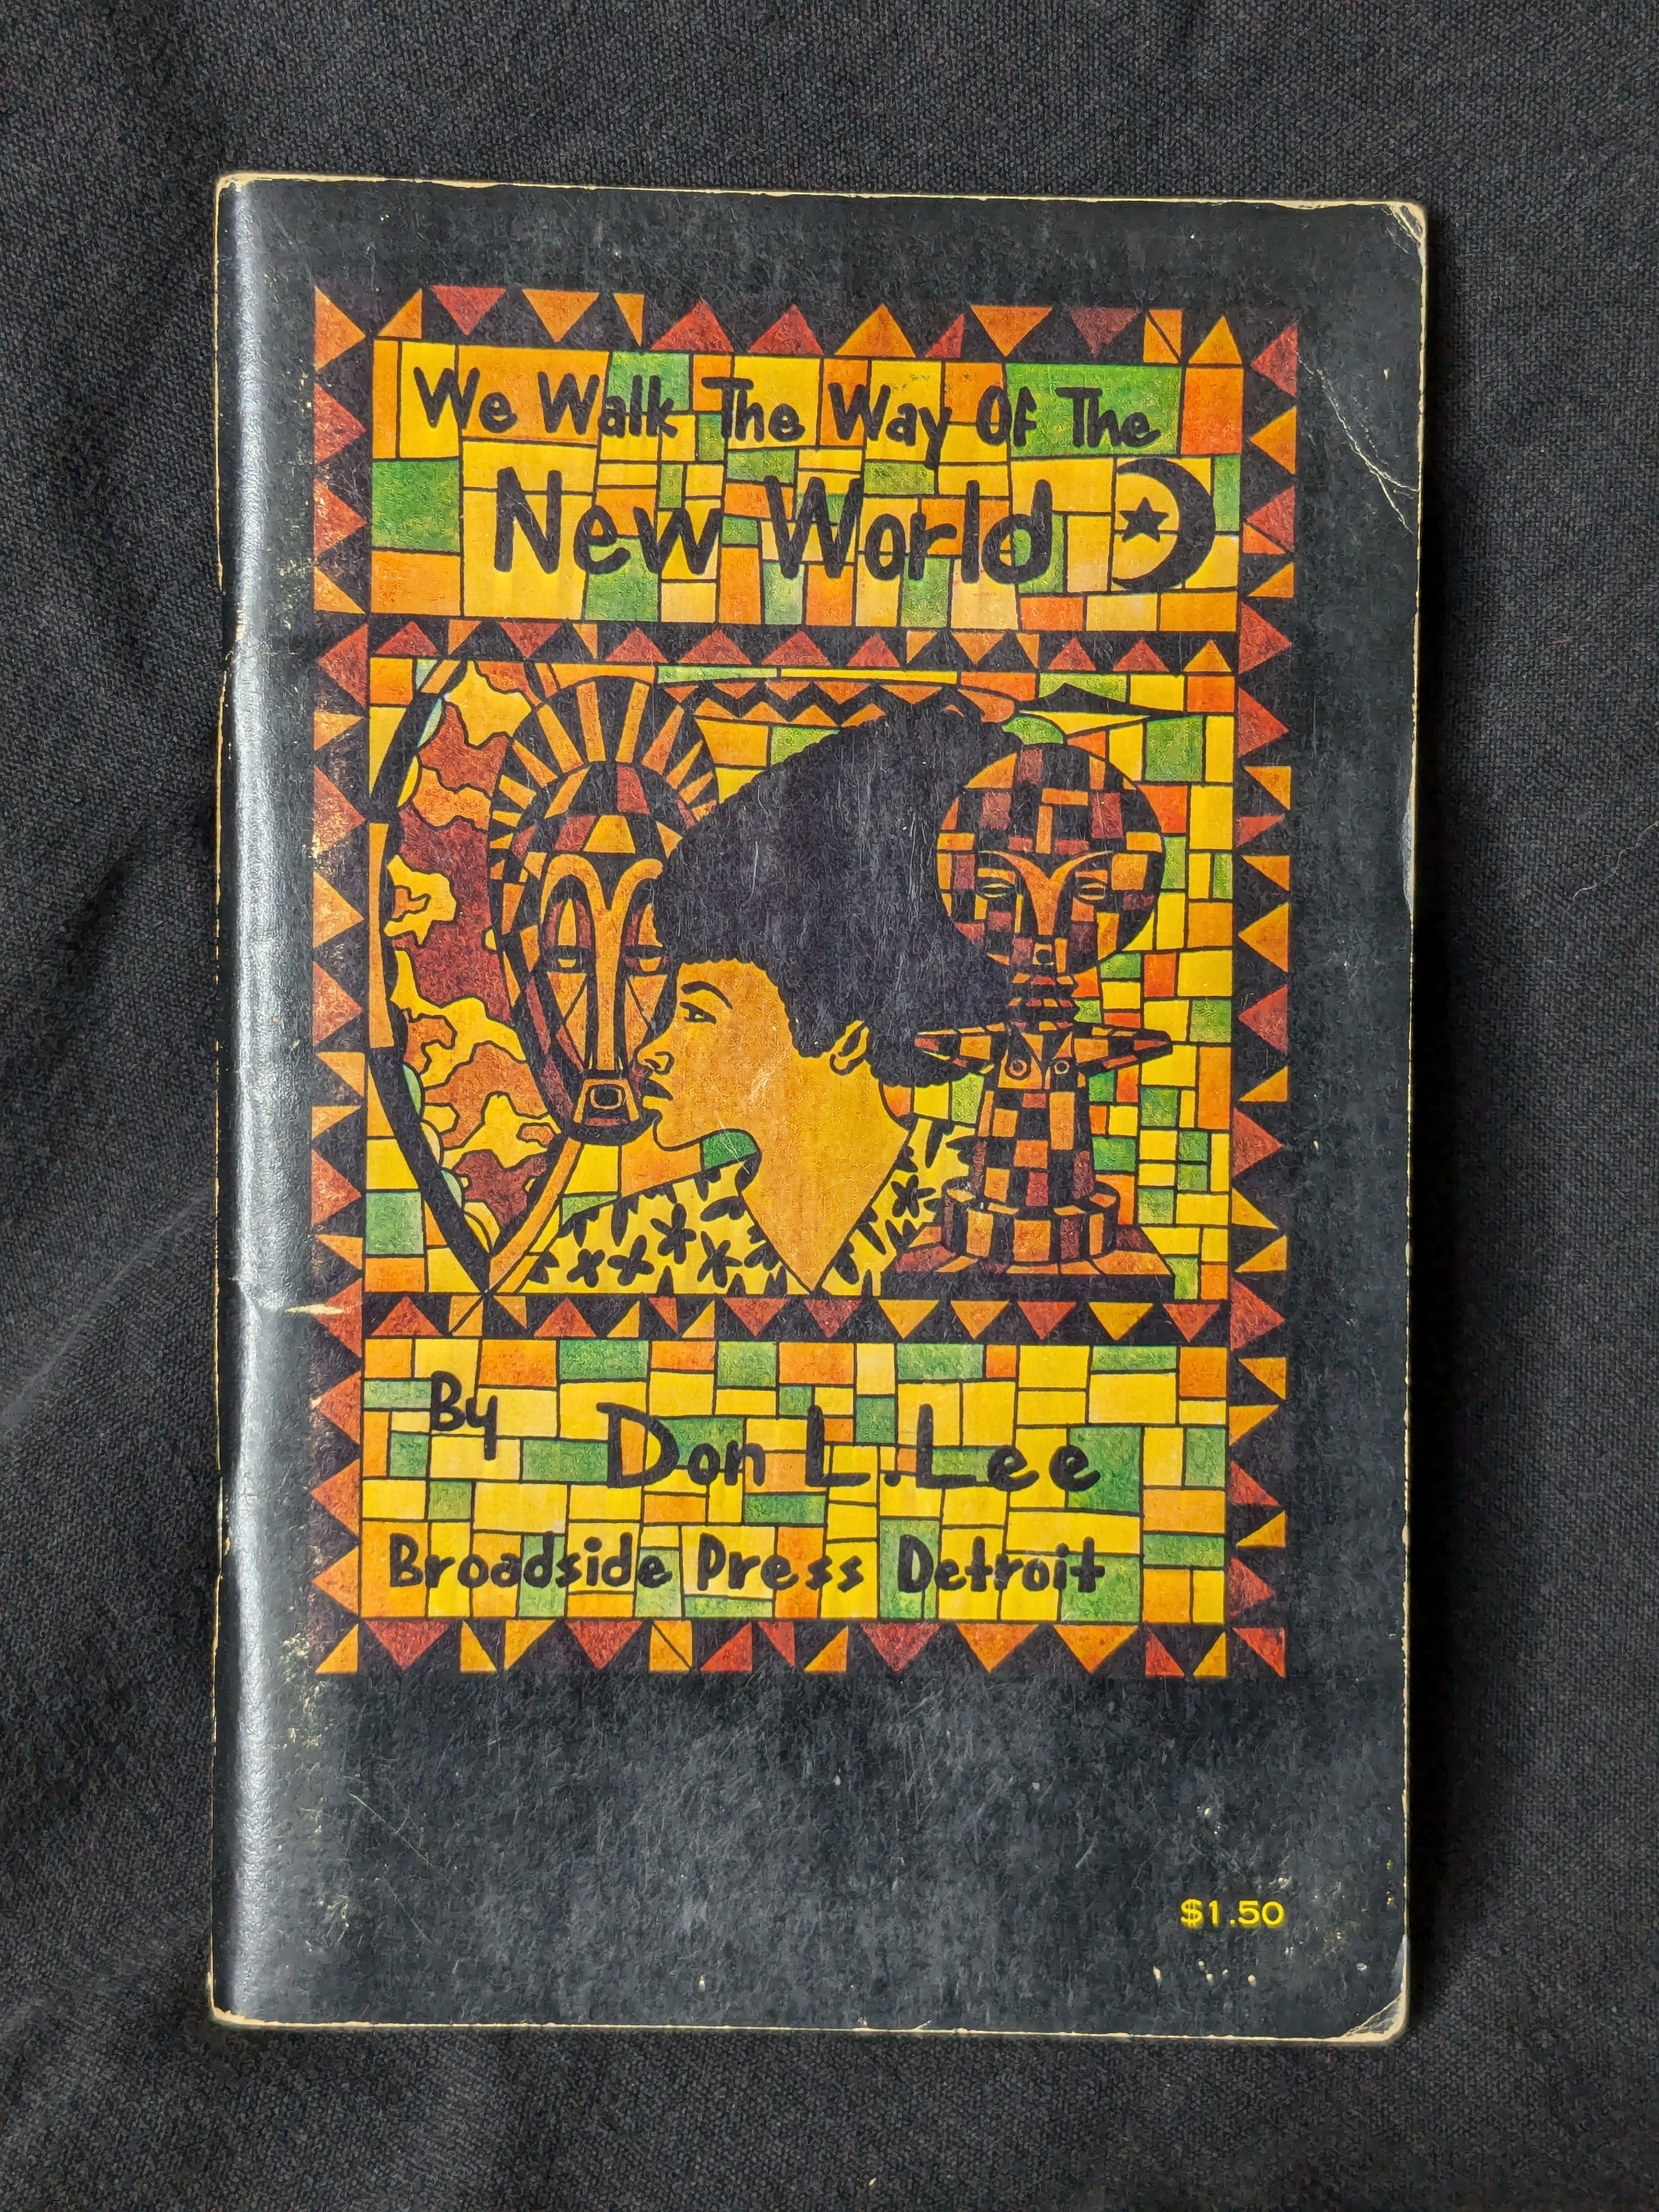 We Walk The Way Of The
New World
By Don L. Lee
Broadside Press Detroit
$1.50